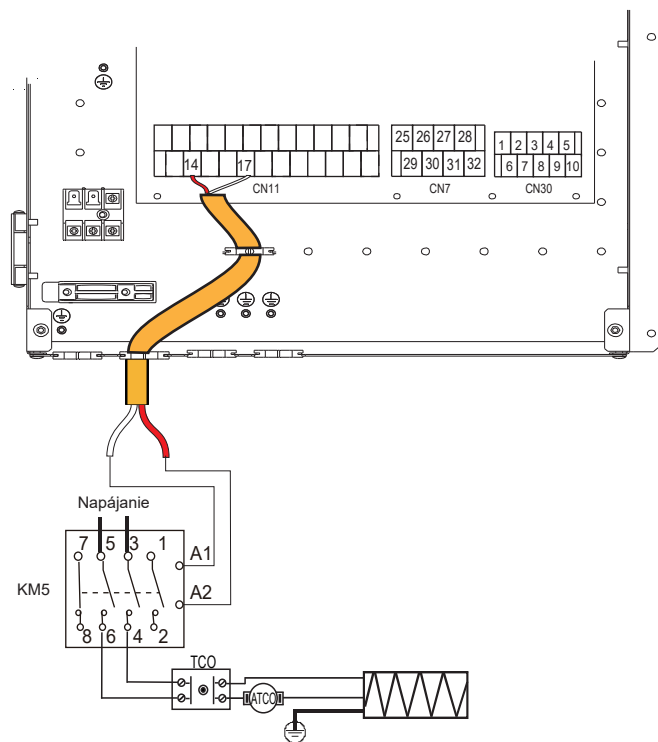 25 26 27 28
1 2 3 4 5
14 17
29 30 31 32
6 7 8 9 10
CN11
CN7
CN30
Napájanie
7 5 3 1
A1
KM5
A2
8 6 4 2
TCO
ATCO